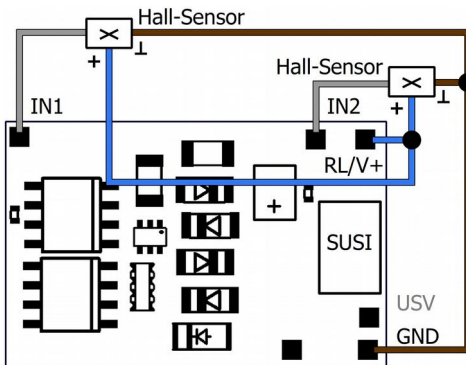 Hall-Sensor
+
Hall-Sensor
+
IN1
IN2
RL/V+
+
SUSI
USV
GND